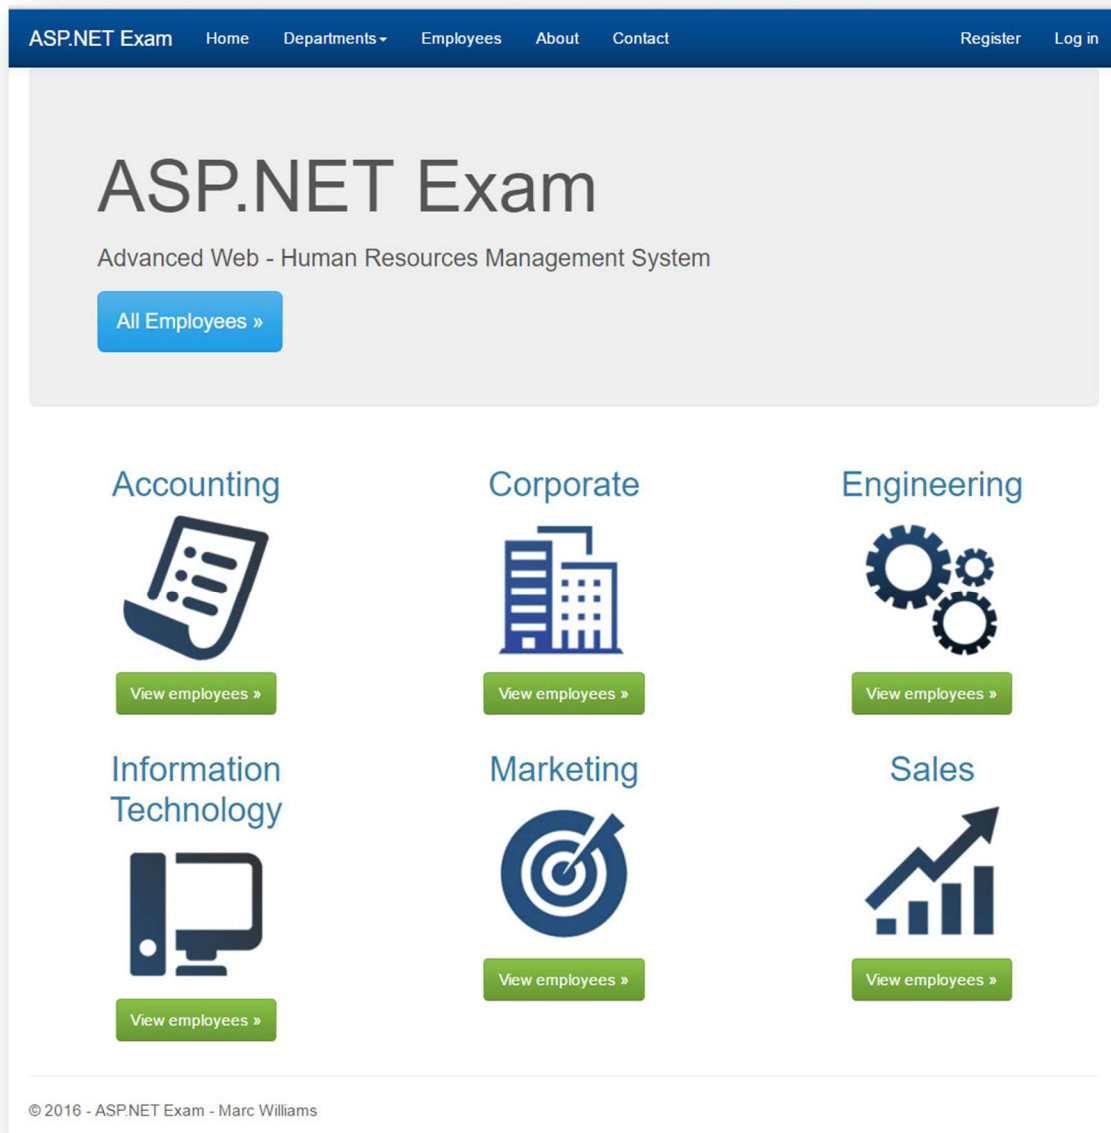 ASP.NET Exam Home Departments Employees About Contact Register Log in
ASP.NET Exam
Advanced Web - Human Resources Management System
All Employees »
Accounting
Corporate
Engineering
View employees »
View employees »
View employees »
Information
Technology
Marketing
Sales
View employees »
View employees »
View employees »
© 2016 - ASP.NET Exam - Marc Williams